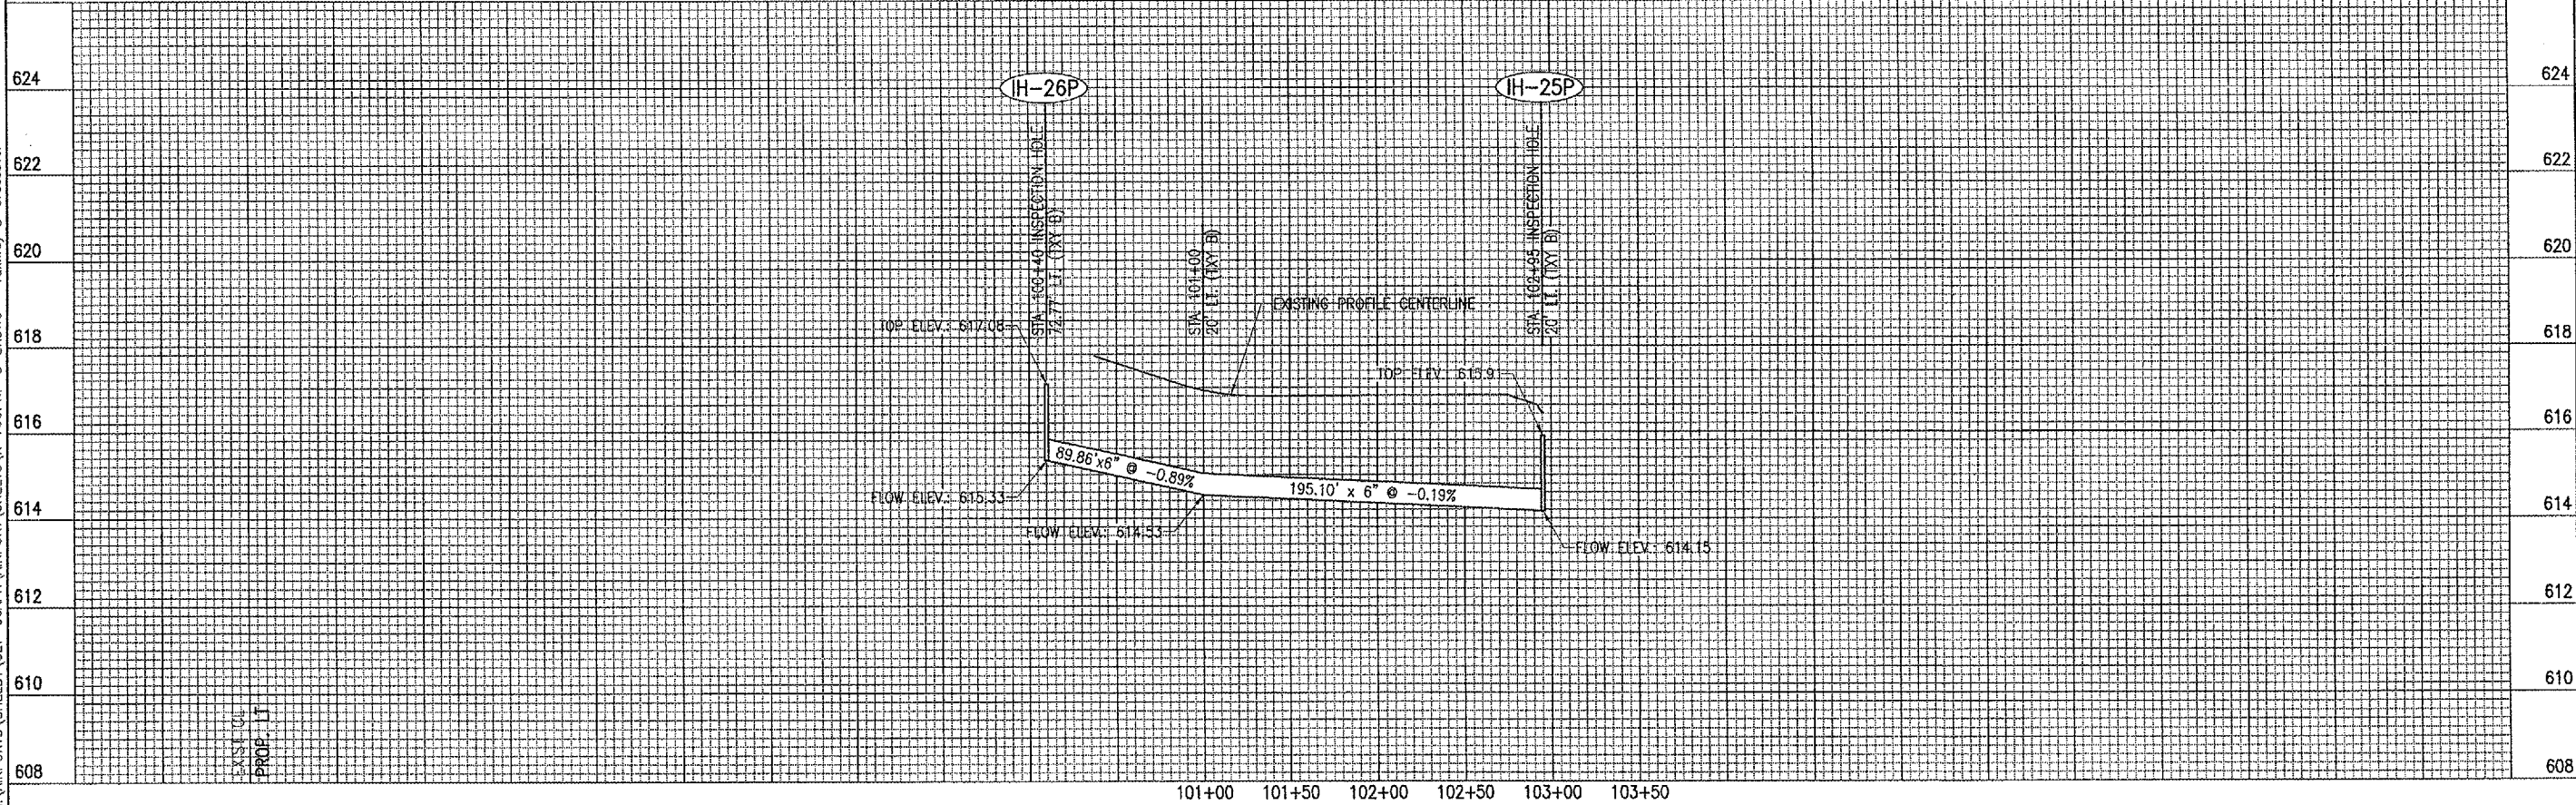 624
624
622
622
620
620
618
618
616
616
614
614
612
612
610
610
608
608
IH-26P
IH-25P
STA. 100+40 INSPECTION HOLE
72.77' LT. (TXY B)
STA. 101+00
20' LT. (TXY B)
STA. 102+95 INSPECTION HOLE
20' LT. (TXY B)
EXISTING PROFILE CENTERLINE
TOP ELEV.: 617.08
TOP ELEV.: 615.91
89.86'x6" @ -0.89%
195.10' x 6" @ -0.19%
FLOW ELEV.: 615.33
FLOW ELEV.: 614.53
FLOW ELEV.: 614.15
EXIST CL
PROP. LT
101+00 101+50 102+00 102+50 103+00 103+50